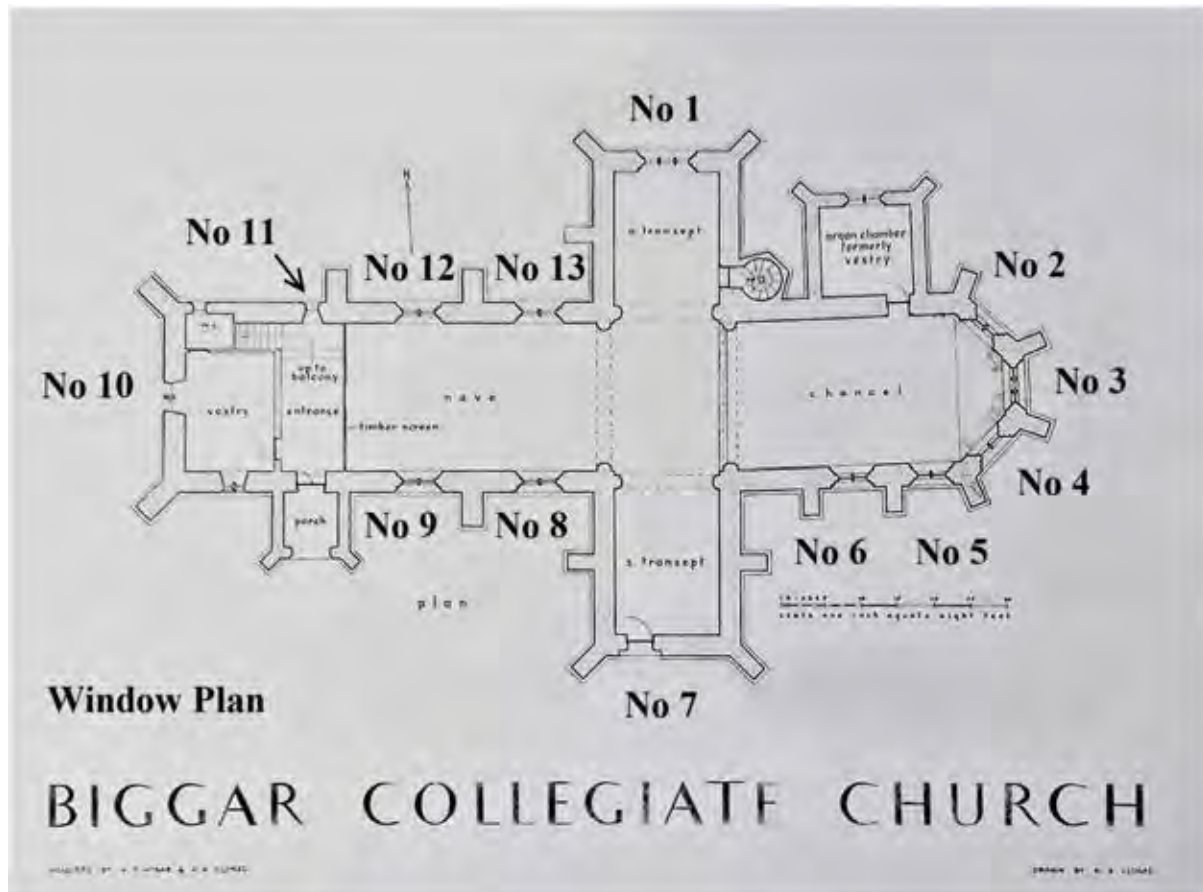 No 1
N
n. transept
organ chamber
formerly
vestry
No 2
No 11
No 12
No 13
No 10
up to
balcony
vestry
entrance
nave
timber screen
chancel
No 3
No 4
porch
No 9
No 8
s. transept
No 6
No 5
plan
scale one inch equals eight feet
Window Plan
No 7
BIGGAR COLLEGIATE CHURCH
DRAWN BY